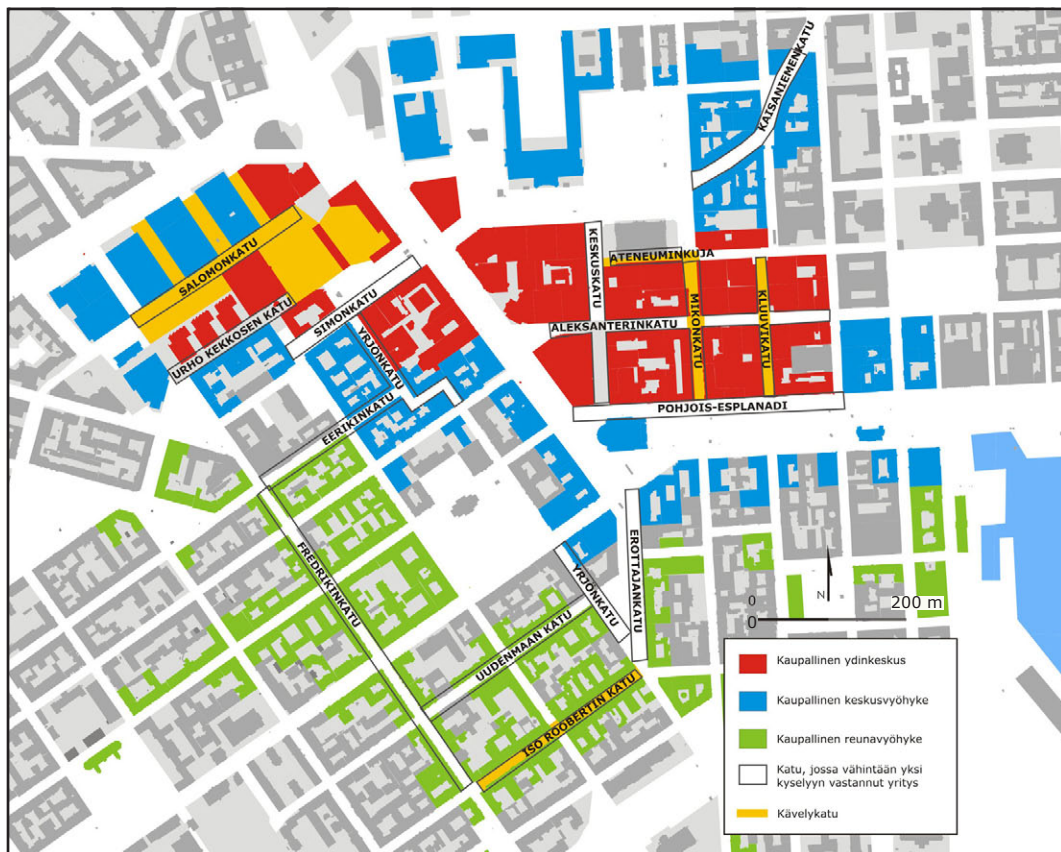 KAISANIEMENKATU
SALOMONKATU
KESKUSKATU
ATENEUMINKUJA
URHO KEKKOSEN KATU
SIMONKATU
MIKONKATU
KLUUVIKATU
ALEKSANTERINKATU
YRJÖNKATU
POHJOIS-ESPLANADI
EERIKINKATU
FREDRIKINKATU
YRJÖNKATU
EROTTAJANKATU
UUDENMAAN KATU
ISO ROOBERTIN KATU
N
0
200 m
0
Kaupallinen ydinkeskus
Kaupallinen keskusvyöhyke
Kaupallinen reunavyöhyke
Katu, jossa vähintään yksi
kyselyyn vastannut yritys
Kävelykatu